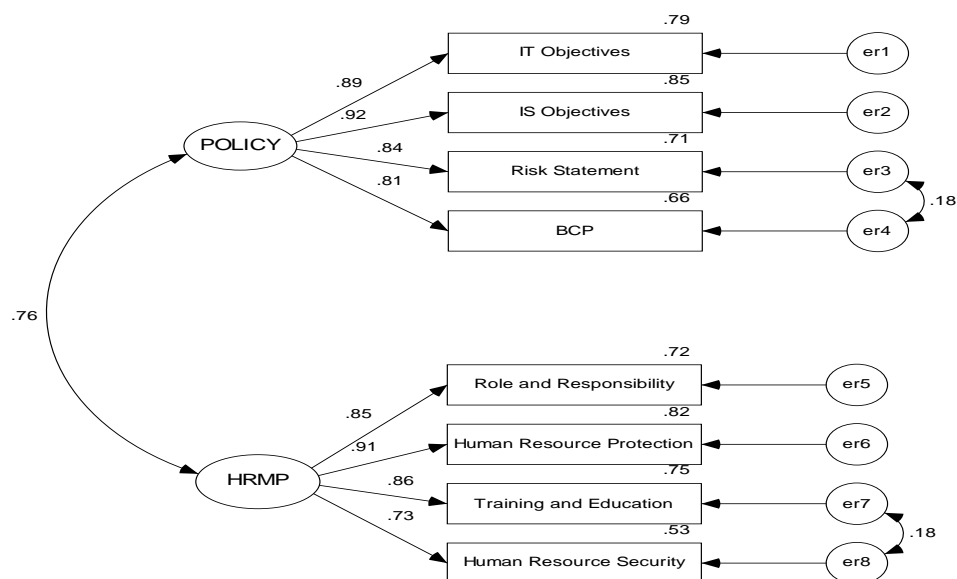 .79
IT Objectives
er1
.89
.85
.92
IS Objectives
er2
POLICY
.84
.71
Risk Statement
er3
.81
.18
.66
BCP
er4
.76
.72
Role and Responsibility
er5
.85
.82
.91
Human Resource Protection
er6
HRMP
.86
.75
Training and Education
er7
.73
.18
.53
Human Resource Security
er8